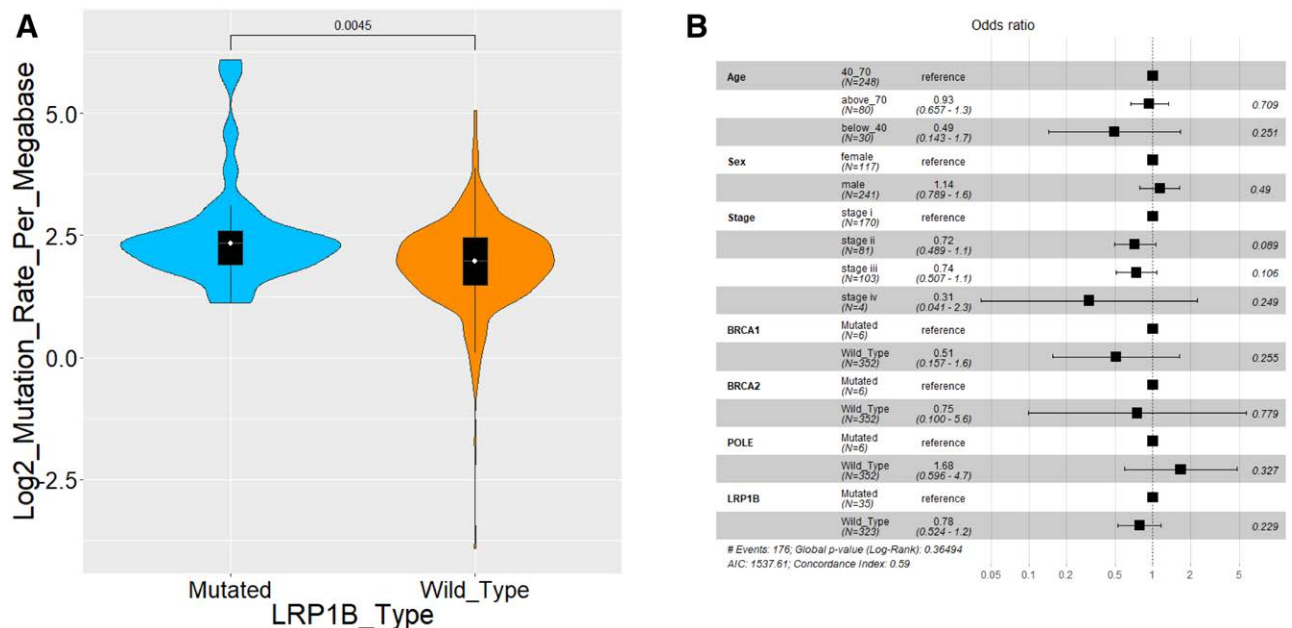 A
0.0045
Log2_Mutation_Rate_Per_Megabase
5.0
2.5
0.0
-2.5
Mutated Wild_Type
LRP1B_Type
B
Odds ratio
Age 40_70 reference
(N=248)
above_70 0.93 0.709
(N=80) (0.657 - 1.3)
below_40 0.49 0.251
(N=30) (0.143 - 1.7)
Sex female reference
(N=117)
male 1.14 0.49
(N=241) (0.789 - 1.6)
Stage stage i reference
(N=170)
stage ii 0.72 0.089
(N=81) (0.489 - 1.1)
stage iii 0.74 0.106
(N=103) (0.507 - 1.1)
stage iv 0.31 0.249
(N=4) (0.041 - 2.3)
BRCA1 Mutated reference
(N=6)
Wild_Type 0.51 0.255
(N=352) (0.157 - 1.6)
BRCA2 Mutated reference
(N=6)
Wild_Type 0.75 0.779
(N=352) (0.100 - 5.6)
POLE Mutated reference
(N=6)
Wild_Type 1.68 0.327
(N=352) (0.596 - 4.7)
LRP1B Mutated reference
(N=35)
Wild_Type 0.78 0.229
(N=323) (0.524 - 1.2)
# Events: 176; Global p-value (Log-Rank): 0.36494
AIC: 1537.61; Concordance Index: 0.59
0.05 0.1 0.2 0.5 1 2 5